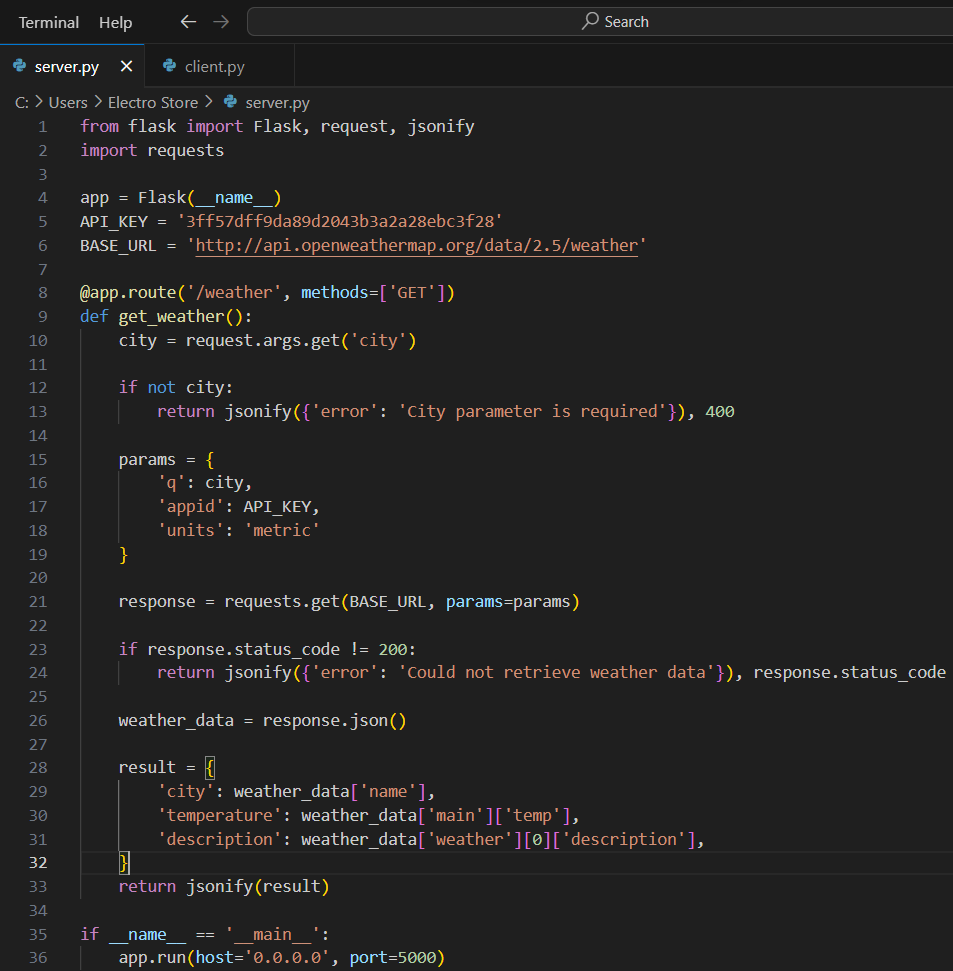 Terminal Help Search
server.py client.py
C: > Users > Electro Store > server.py
1 from flask import Flask, request, jsonify
2 import requests
3
4 app = Flask(__name__)
5 API_KEY = '3ff57dff9da89d2043b3a2a28ebc3f28'
6 BASE_URL = 'http://api.openweathermap.org/data/2.5/weather'
7
8 @app.route('/weather', methods=['GET'])
9 def get_weather():
10     city = request.args.get('city')
11
12     if not city:
13         return jsonify({'error': 'City parameter is required'}), 400
14
15     params = {
16         'q': city,
17         'appid': API_KEY,
18         'units': 'metric'
19     }
20
21     response = requests.get(BASE_URL, params=params)
22
23     if response.status_code != 200:
24         return jsonify({'error': 'Could not retrieve weather data'}), response.status_code
25
26     weather_data = response.json()
27
28     result = {
29         'city': weather_data['name'],
30         'temperature': weather_data['main']['temp'],
31         'description': weather_data['weather'][0]['description'],
32     }
33     return jsonify(result)
34
35 if __name__ == '__main__':
36     app.run(host='0.0.0.0', port=5000)